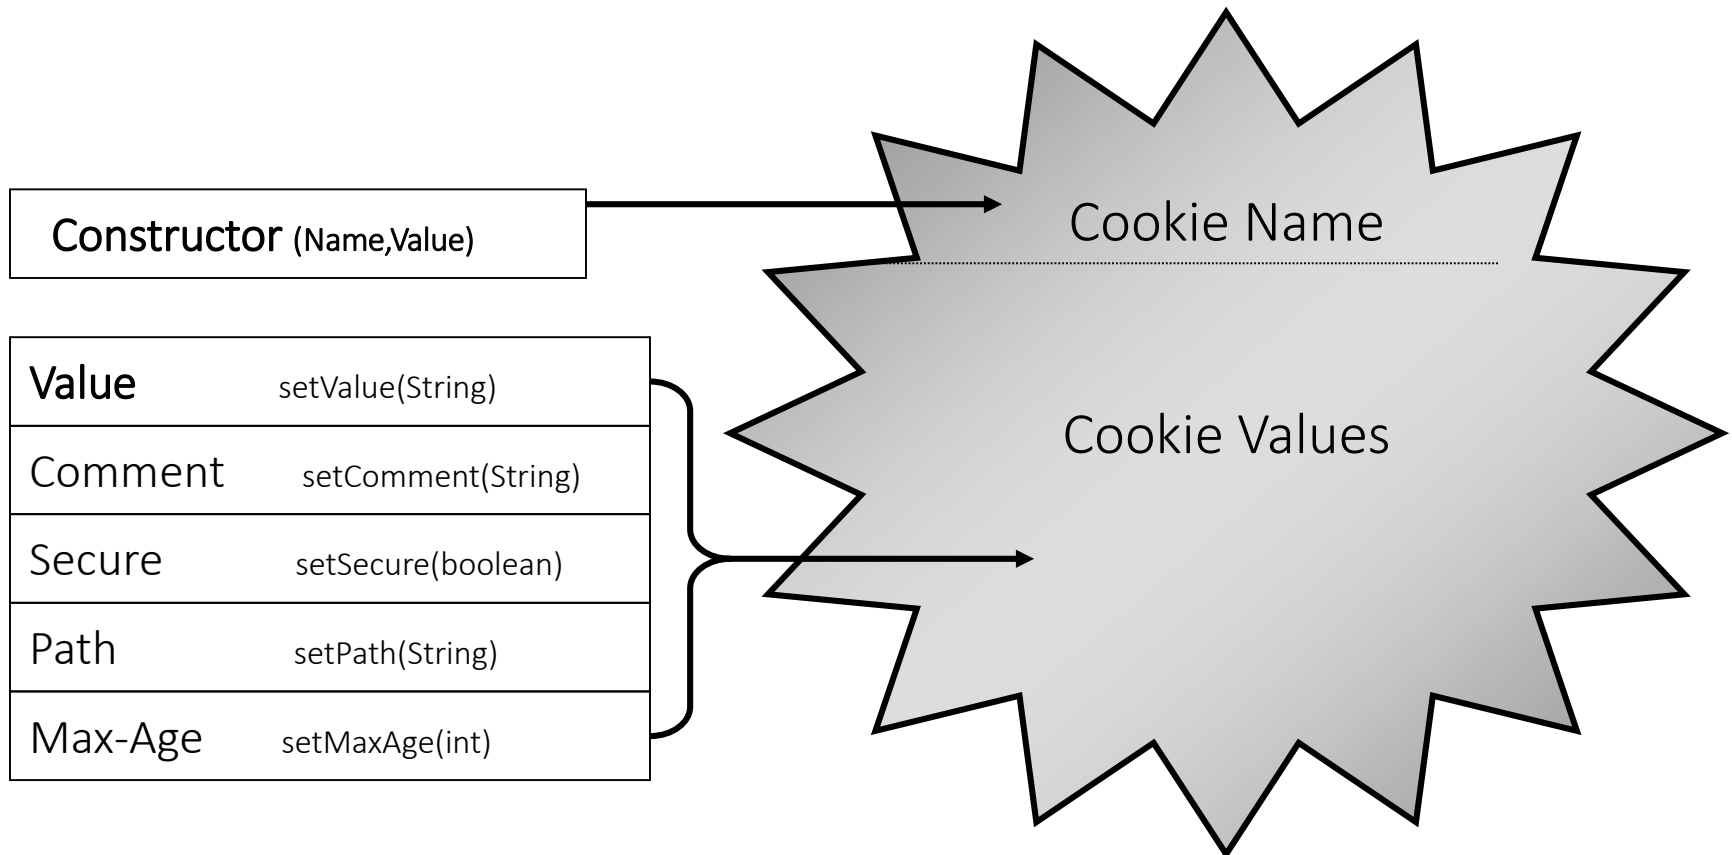 Constructor (Name,Value)
Cookie Name
Value setValue(String)
Comment setComment(String)
Secure setSecure(boolean)
Path setPath(String)
Max-Age setMaxAge(int)
Cookie Values